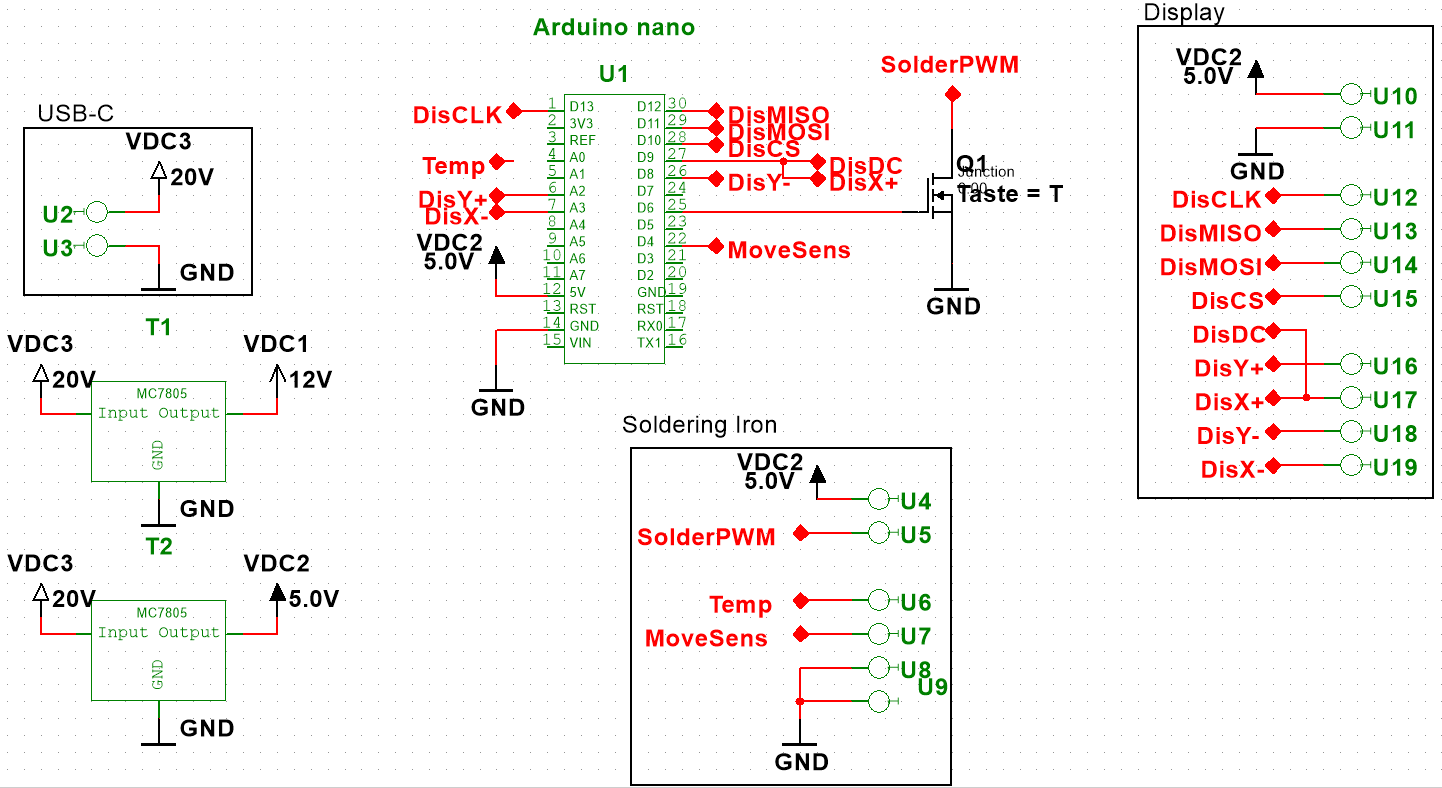 Display
Arduino nano
U1
SolderPWM
VDC2
5.0V
U10
U11
GND
DisCLK
U12
DisMISO
U13
DisMOSI
U14
DisCS
U15
DisDC
DisY+
U16
DisX+
U17
DisY-
U18
DisX-
U19
USB-C
VDC3
20V
U2
U3
GND
DisCLK
Temp
DisY+
DisX-
VDC2
5.0V
GND
1 D13 D12 30
2 3V3 D11 29
3 REF D10 28
4 A0 D9 27
5 A1 D8 26
6 A2 D7 24
7 A3 D6 25
8 A4 D5 23
9 A5 D4 22
10 A6 D3 21
11 A7 D2 20
12 5V GND 19
13 RST RST 18
14 GND RX0 17
15 VIN TX1 16
DisMISO
DisMOSI
DisCS
DisDC
DisY-
DisX+
MoveSens
Q1
Junction
0.00
Taste = T
GND
T1
VDC3
20V
VDC1
12V
MC7805
Input Output
GND
GND
T2
VDC3
20V
VDC2
5.0V
MC7805
Input Output
GND
GND
Soldering Iron
VDC2
5.0V
U4
SolderPWM
U5
Temp
U6
MoveSens
U7
U8
U9
GND